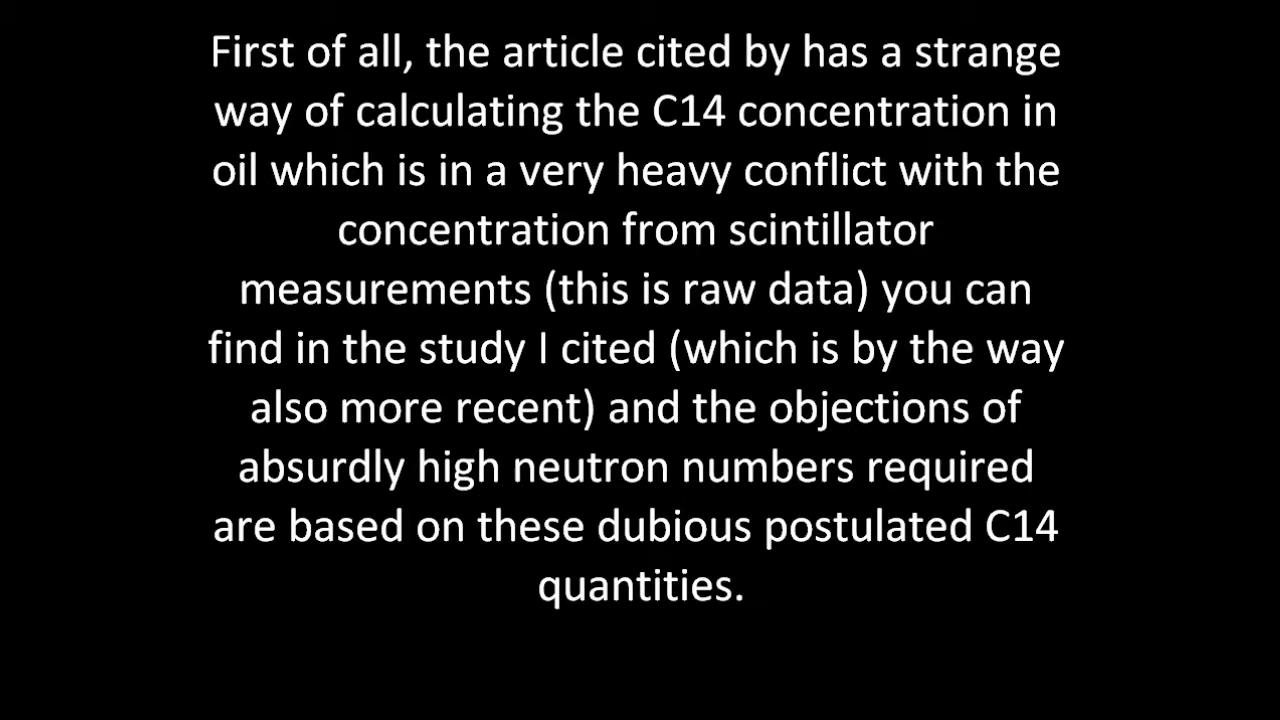 First of all, the article cited by has a strange
way of calculating the C14 concentration in
oil which is in a very heavy conflict with the
concentration from scintillator
measurements (this is raw data) you can
find in the study I cited (which is by the way
also more recent) and the objections of
absurdly high neutron numbers required
are based on these dubious postulated C14
quantities.